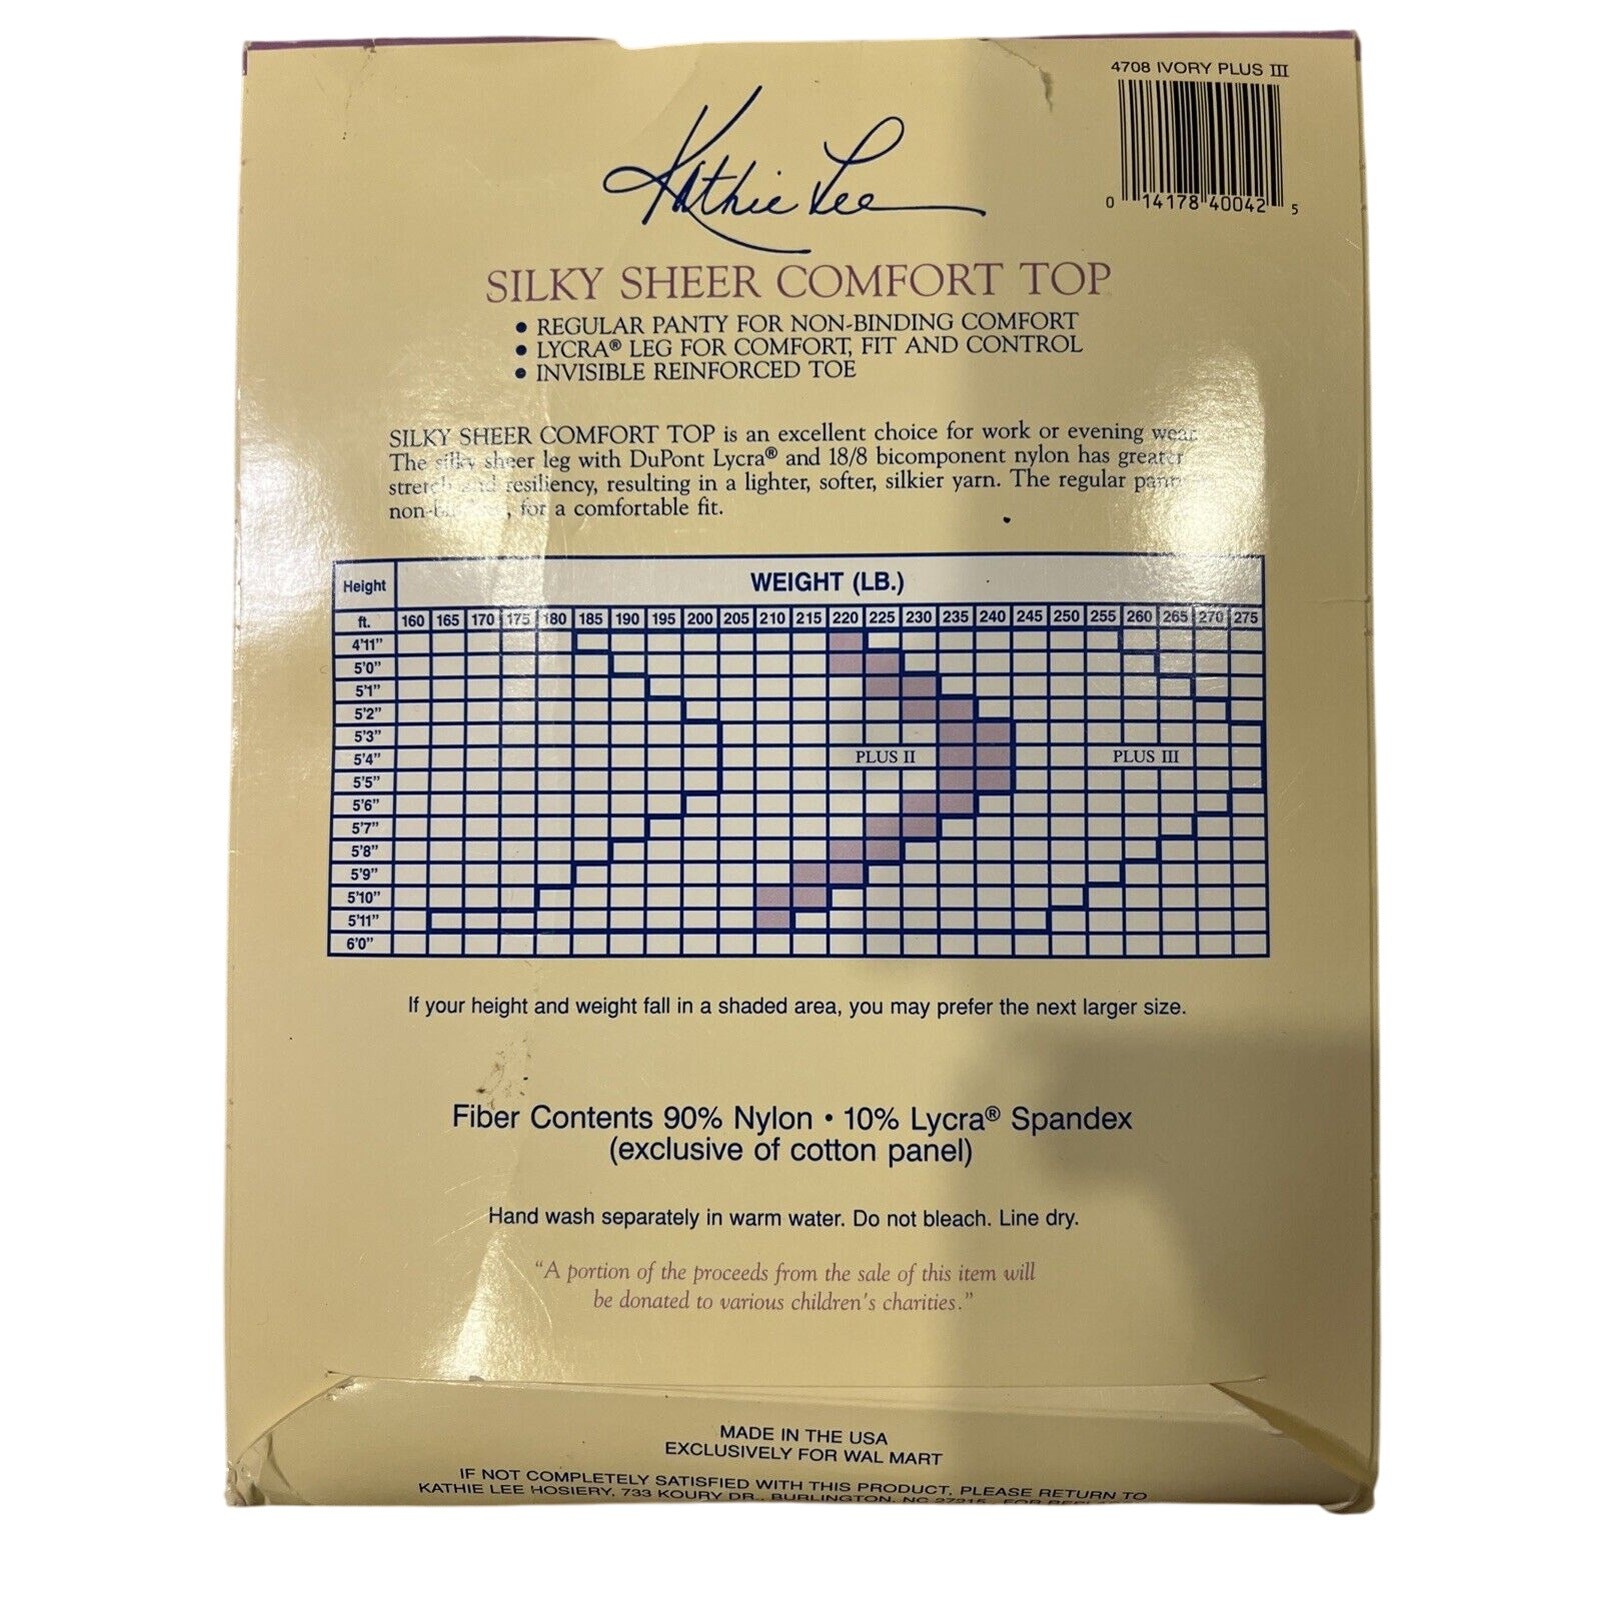 4708 IVORY PLUS III
0 14178 40042 5
Kathie Lee
SILKY SHEER COMFORT TOP
• REGULAR PANTY FOR NON-BINDING COMFORT
• LYCRA® LEG FOR COMFORT, FIT AND CONTROL
• INVISIBLE REINFORCED TOE
SILKY SHEER COMFORT TOP is an excellent choice for work or evening wear.
The silky sheer leg with DuPont Lycra® and 18/8 bicomponent nylon has greater
stretch and resiliency, resulting in a lighter, softer, silkier yarn. The regular
for a comfortable fit.
Height WEIGHT (LB.)
ft. 160 165 170 175 180 185 190 195 200 205 210 215 220 225 230 235 240 245 250 255 260 265 270 275
4'11"
5'0"
5'1"
5'2"
5'3"
5'4" PLUS II PLUS III
5'5"
5'6"
5'7"
5'8"
5'9"
5'10"
5'11"
6'0"
If your height and weight fall in a shaded area, you may prefer the next larger size.
Fiber Contents 90% Nylon • 10% Lycra® Spandex
(exclusive of cotton panel)
Hand wash separately in warm water. Do not bleach. Line dry.
"A portion of the proceeds from the sale of this item will
be donated to various children's charities."
MADE IN THE USA
EXCLUSIVELY FOR WAL MART
IF NOT COMPLETELY SATISFIED WITH THIS PRODUCT, PLEASE RETURN TO
KATHIE LEE HOSIERY, 733 KOURY DR., BURLINGTON, NC 27215